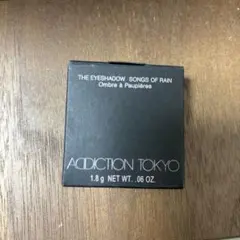 THE EYESHADOW SONGS OF RAIN
Ombre à Paupières
ADDICTION TOKYO
1.8 g NET WT. .06 OZ.